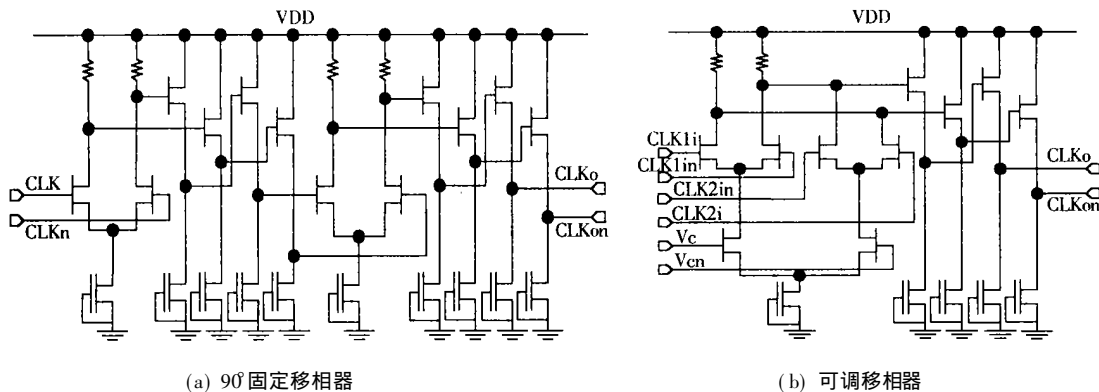 VDD
CLK
CLKn
CLKo
CLKon
(a) 90°固定移相器
VDD
CLK1i
CLK1in
CLK2in
CLK2i
Vc
Vcn
CLKo
CLKon
(b) 可调移相器